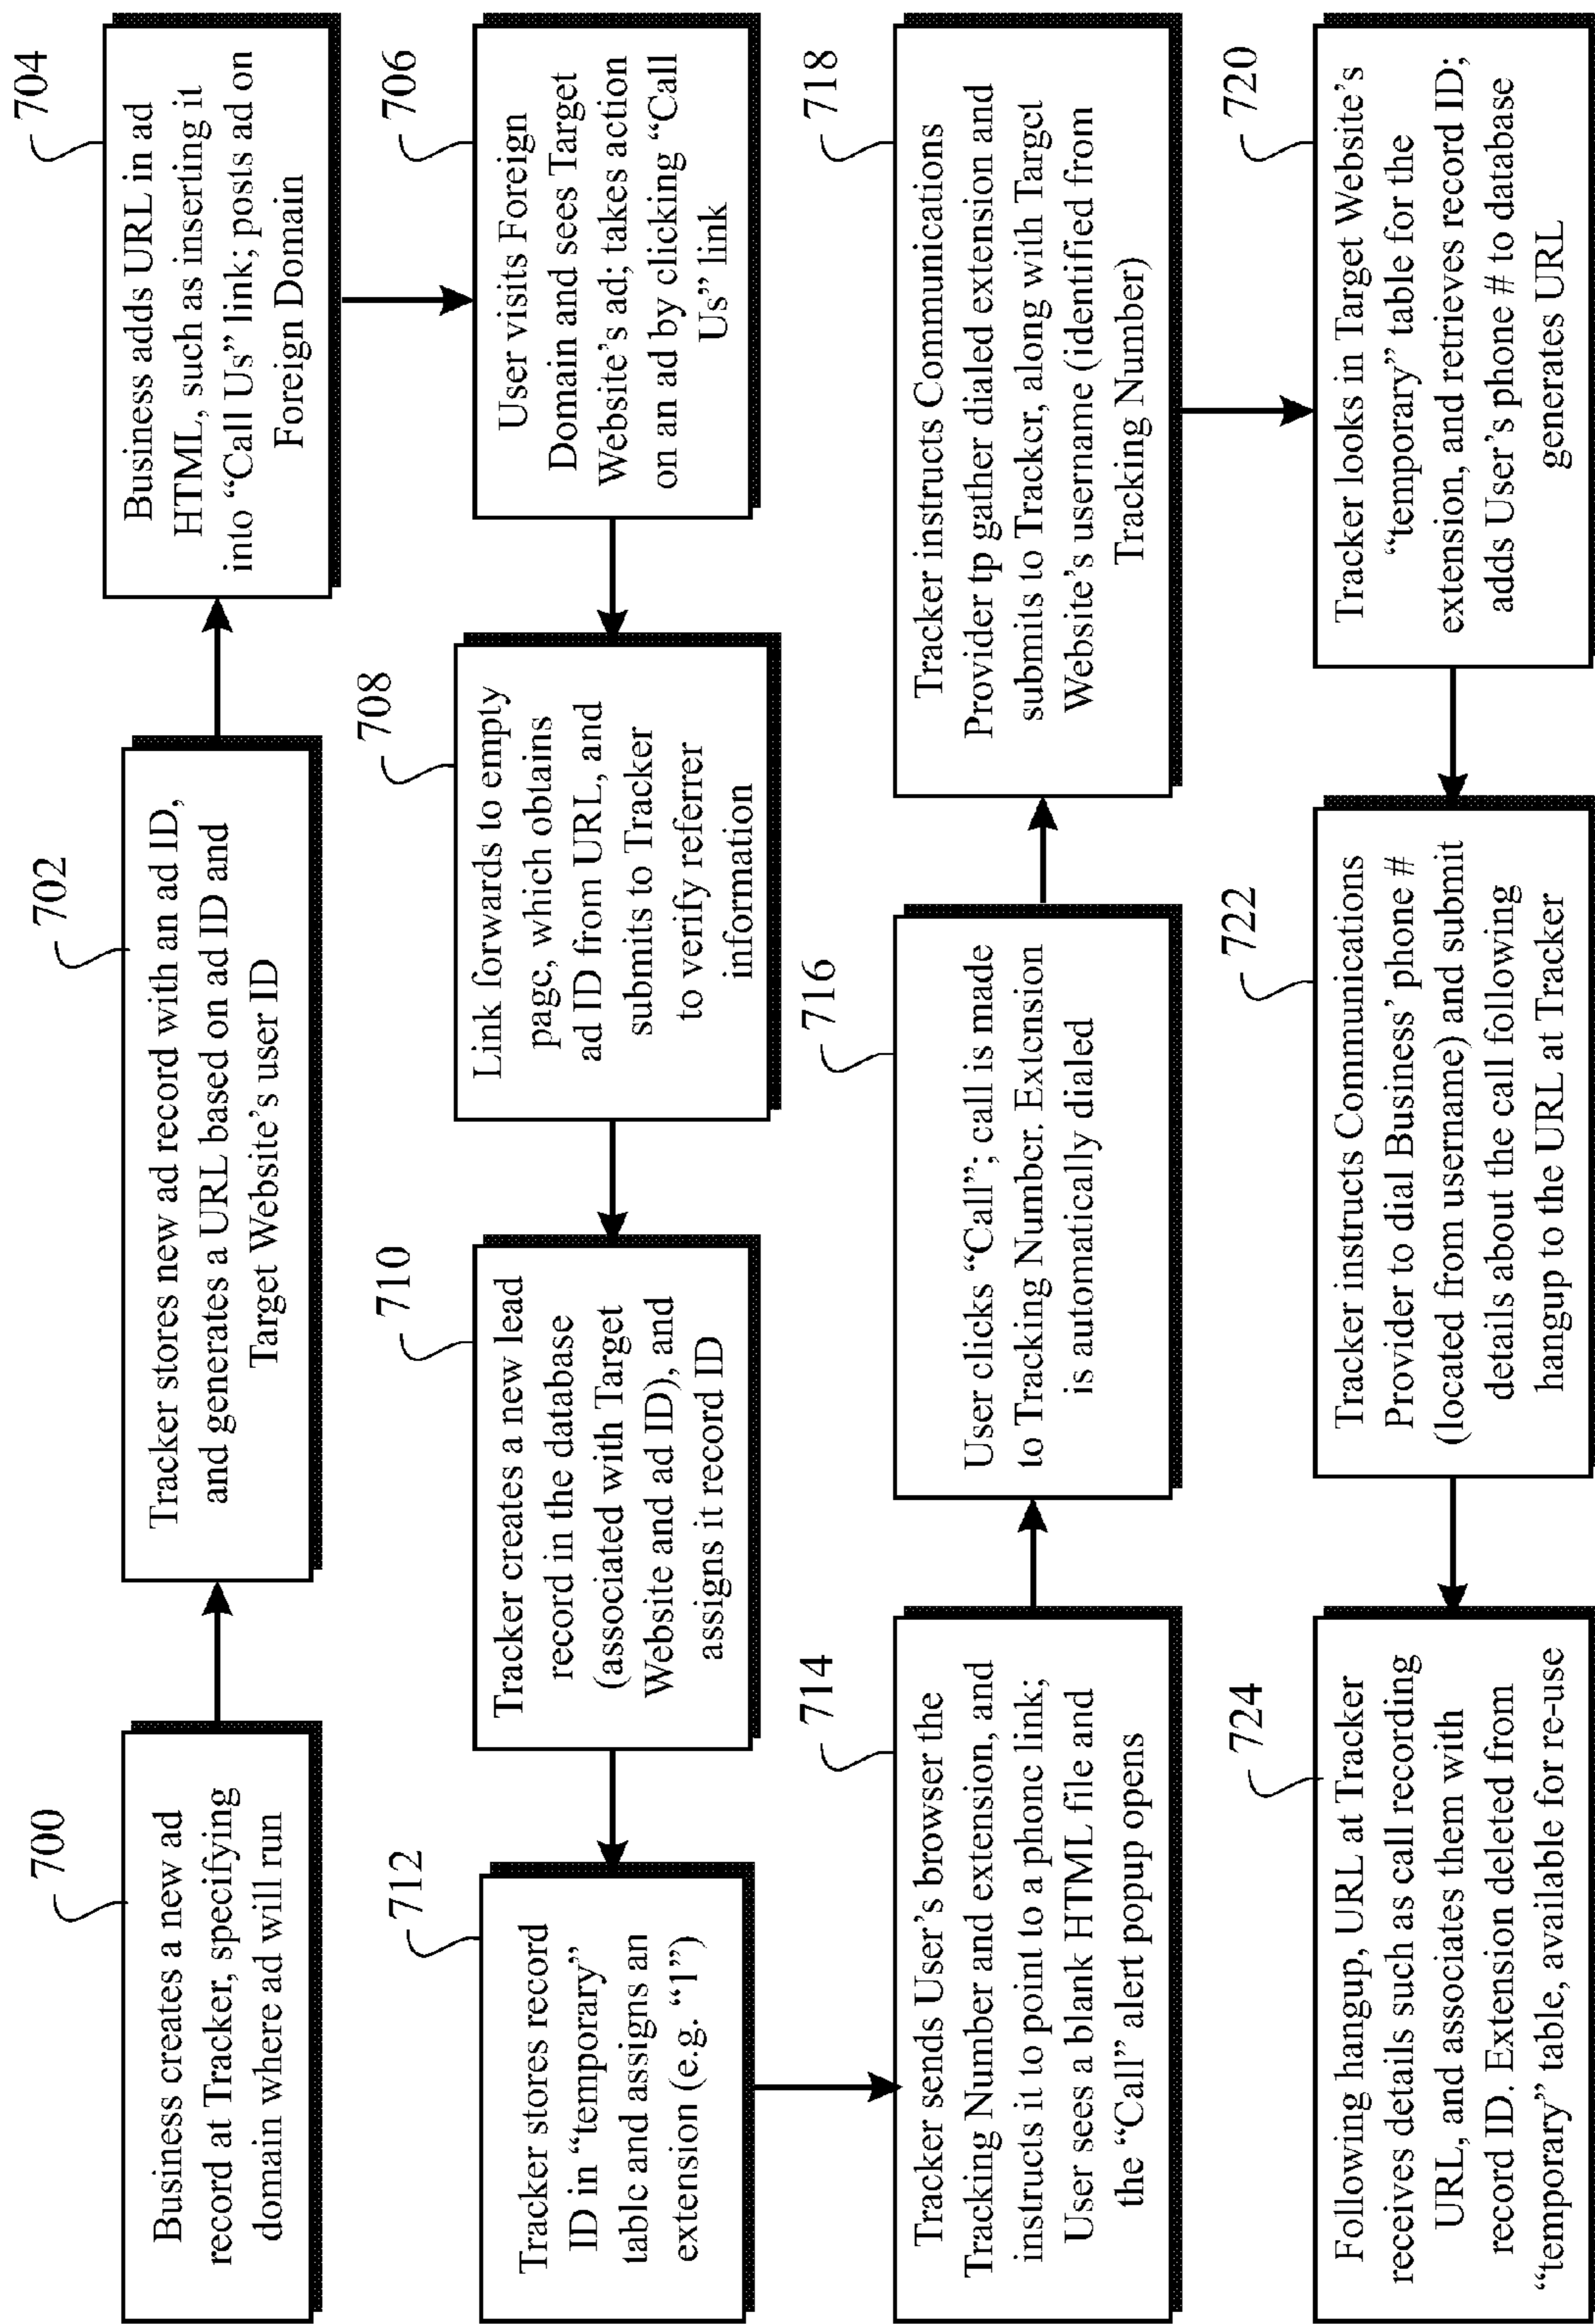 700
Business creates a new ad
record at Tracker, specifying
domain where ad will run
702
Tracker stores new ad record with an ad ID,
and generates a URL based on ad ID and
Target Website's user ID
704
Business adds URL in ad
HTML, such as inserting it
into “Call Us” link; posts ad on
Foreign Domain
706
User visits Foreign
Domain and sees Target
Website's ad; takes action
on an ad by clicking “Call
Us” link
708
Link forwards to empty
page, which obtains
ad ID from URL, and
submits to Tracker
to verify referrer
information
710
Tracker creates a new lead
record in the database
(associated with Target
Website and ad ID), and
assigns it record ID
712
Tracker stores record
ID in “temporary”
table and assigns an
extension (e.g. “1”)
714
Tracker sends User's browser the
Tracking Number and extension, and
instructs it to point to a phone link;
User sees a blank HTML file and
the “Call” alert popup opens
716
User clicks “Call”; call is made
to Tracking Number. Extension
is automatically dialed
718
Tracker instructs Communications
Provider tp gather dialed extension and
submits to Tracker, along with Target
Website's username (identified from
Tracking Number)
720
Tracker looks in Target Website's
“temporary” table for the
extension, and retrieves record ID;
adds User's phone # to database
generates URL
722
Tracker instructs Communications
Provider to dial Business' phone #
(located from username) and submit
details about the call following
hangup to the URL at Tracker
724
Following hangup, URL at Tracker
receives details such as call recording
URL, and associates them with
record ID. Extension deleted from
“temporary” table, available for re-use